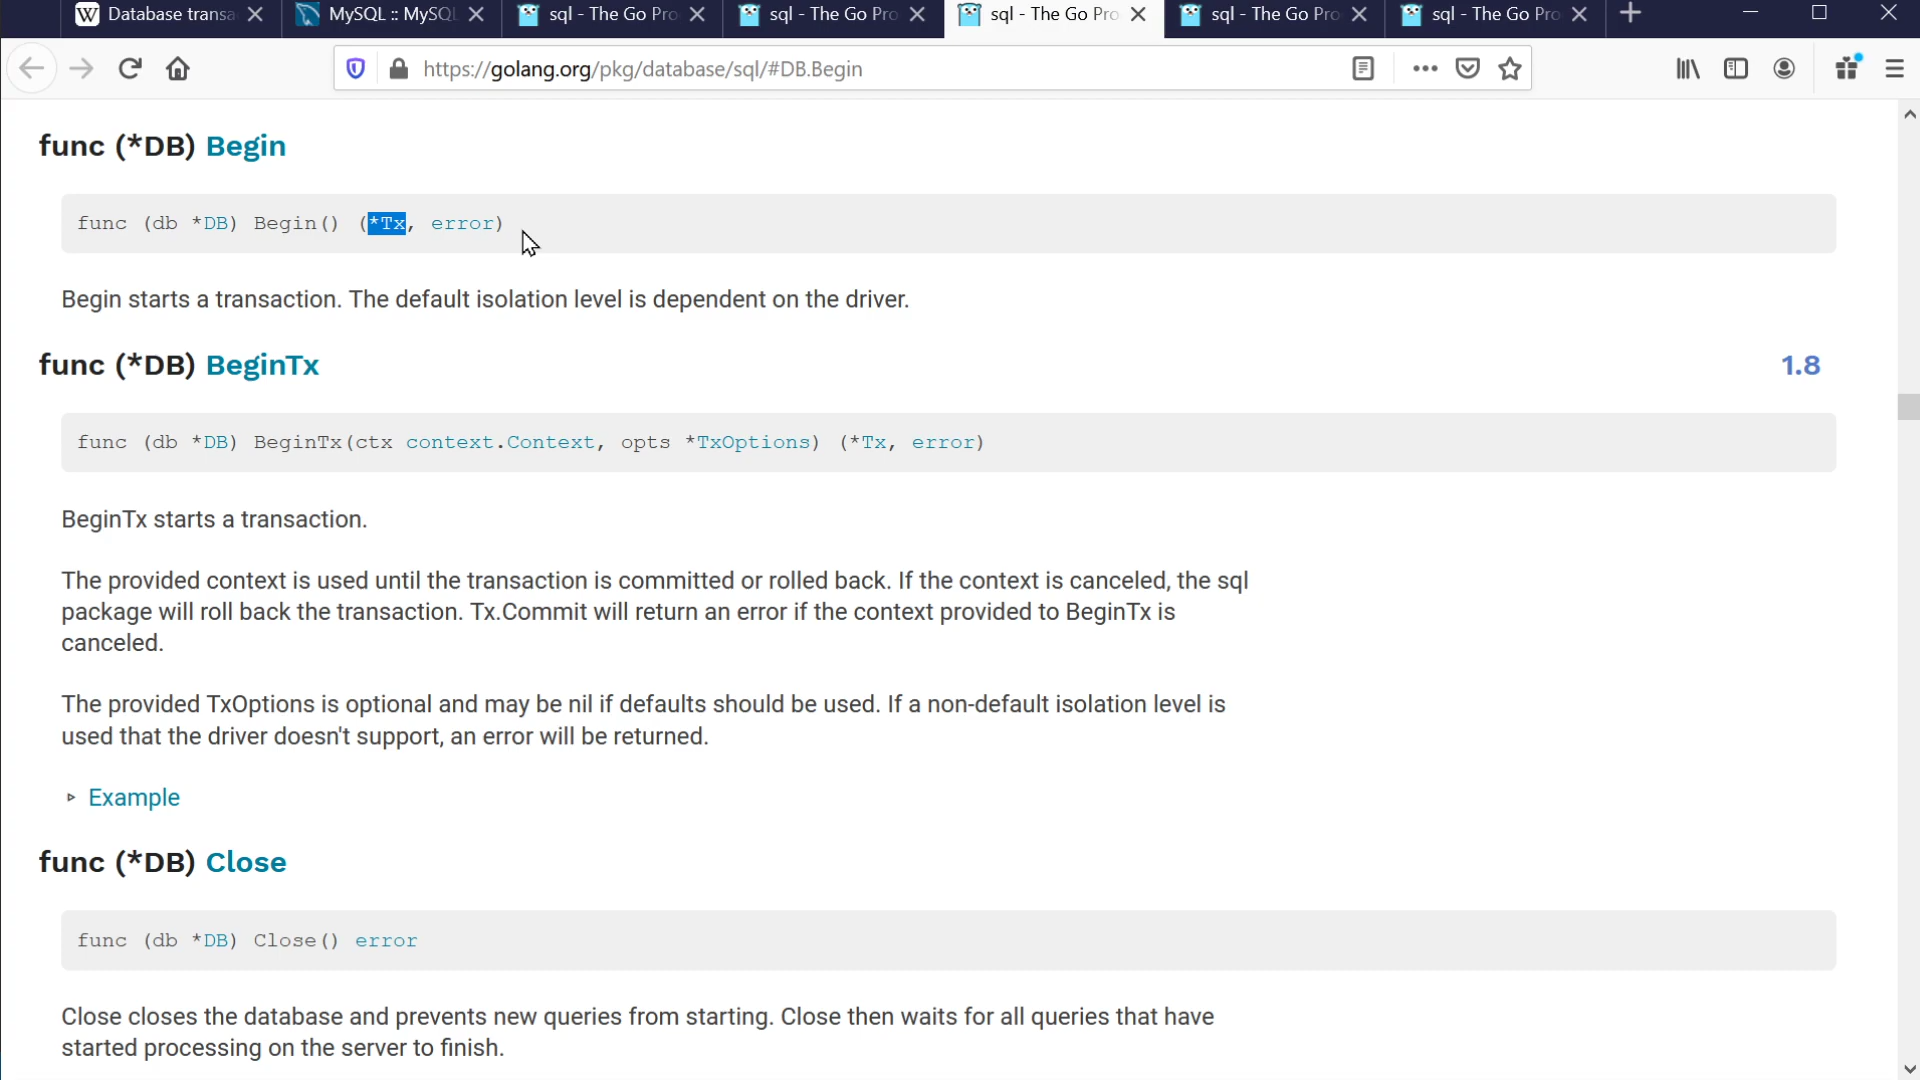 Database transa
MySQL :: MySQL
sql - The Go Pro
sql - The Go Pro
sql - The Go Pro
sql - The Go Pro
sql - The Go Pro
https://golang.org/pkg/database/sql/#DB.Begin
func (*DB) Begin
func (db *DB) Begin() (*Tx, error)
Begin starts a transaction. The default isolation level is dependent on the driver.
func (*DB) BeginTx 1.8
func (db *DB) BeginTx(ctx context.Context, opts *TxOptions) (*Tx, error)
BeginTx starts a transaction.
The provided context is used until the transaction is committed or rolled back. If the context is canceled, the sql
package will roll back the transaction. Tx.Commit will return an error if the context provided to BeginTx is
canceled.
The provided TxOptions is optional and may be nil if defaults should be used. If a non-default isolation level is
used that the driver doesn't support, an error will be returned.
Example
func (*DB) Close
func (db *DB) Close() error
Close closes the database and prevents new queries from starting. Close then waits for all queries that have
started processing on the server to finish.